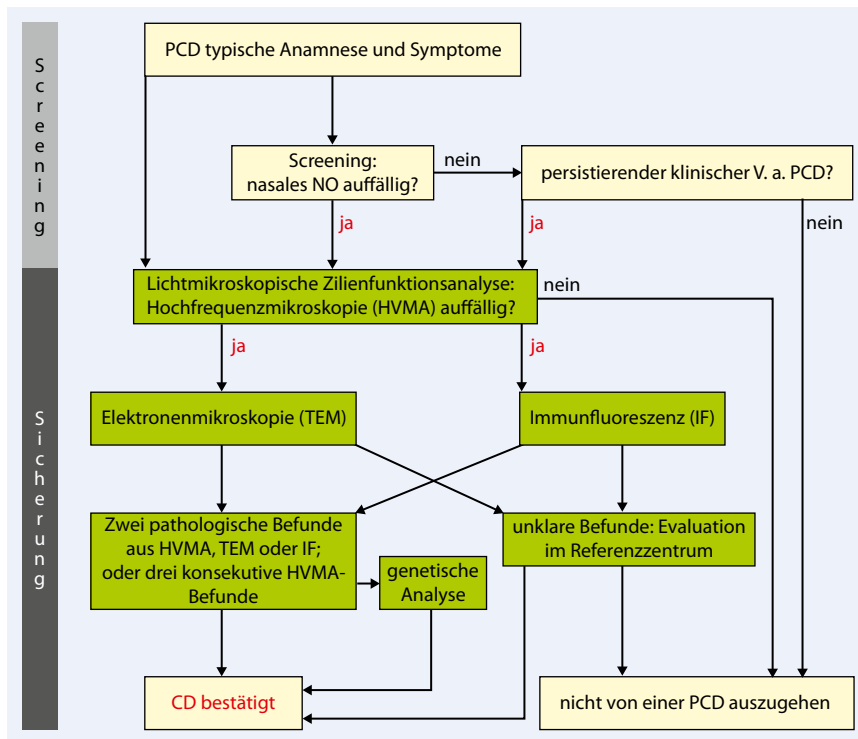 Screening
PCD typische Anamnese und Symptome
Screening:
nasales NO auffällig?
nein
persistierender klinischer V. a. PCD?
ja
ja
nein
Sicherung
Lichtmikroskopische Zilienfunktionsanalyse:
Hochfrequenzmikroskopie (HVMA) auffällig?
nein
ja
ja
Elektronenmikroskopie (TEM)
Immunfluoreszenz (IF)
Zwei pathologische Befunde
aus HVMA, TEM oder IF;
oder drei konsekutive HVMA-
Befunde
genetische
Analyse
unklare Befunde: Evaluation
im Referenzzentrum
CD bestätigt
nicht von einer PCD auszugehen